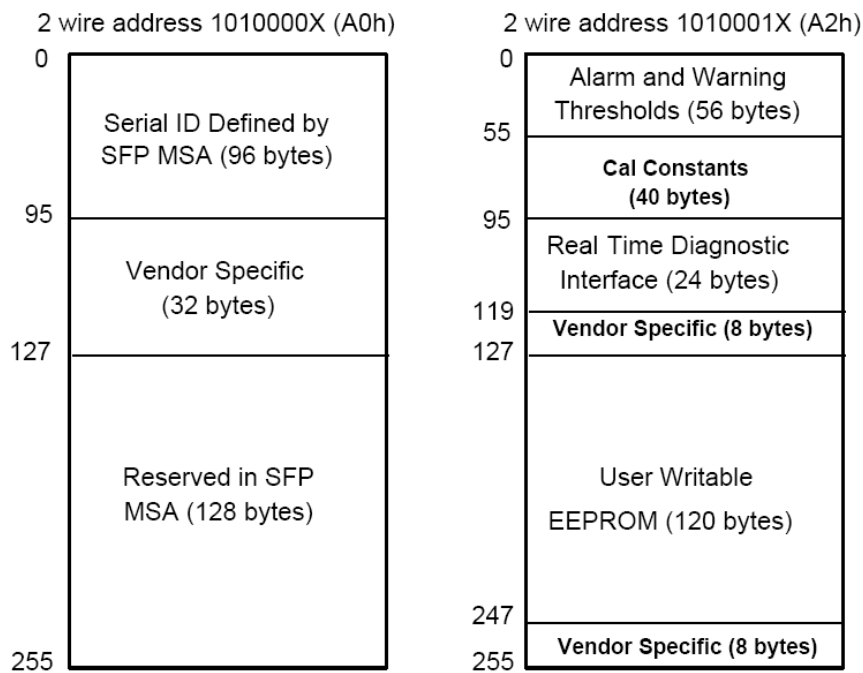 2 wire address 1010000X (A0h)
0
Serial ID Defined by
SFP MSA (96 bytes)
95
Vendor Specific
(32 bytes)
127
Reserved in SFP
MSA (128 bytes)
255
2 wire address 1010001X (A2h)
0
Alarm and Warning
Thresholds (56 bytes)
55
Cal Constants
(40 bytes)
95
Real Time Diagnostic
Interface (24 bytes)
119
Vendor Specific (8 bytes)
127
User Writable
EEPROM (120 bytes)
247
Vendor Specific (8 bytes)
255